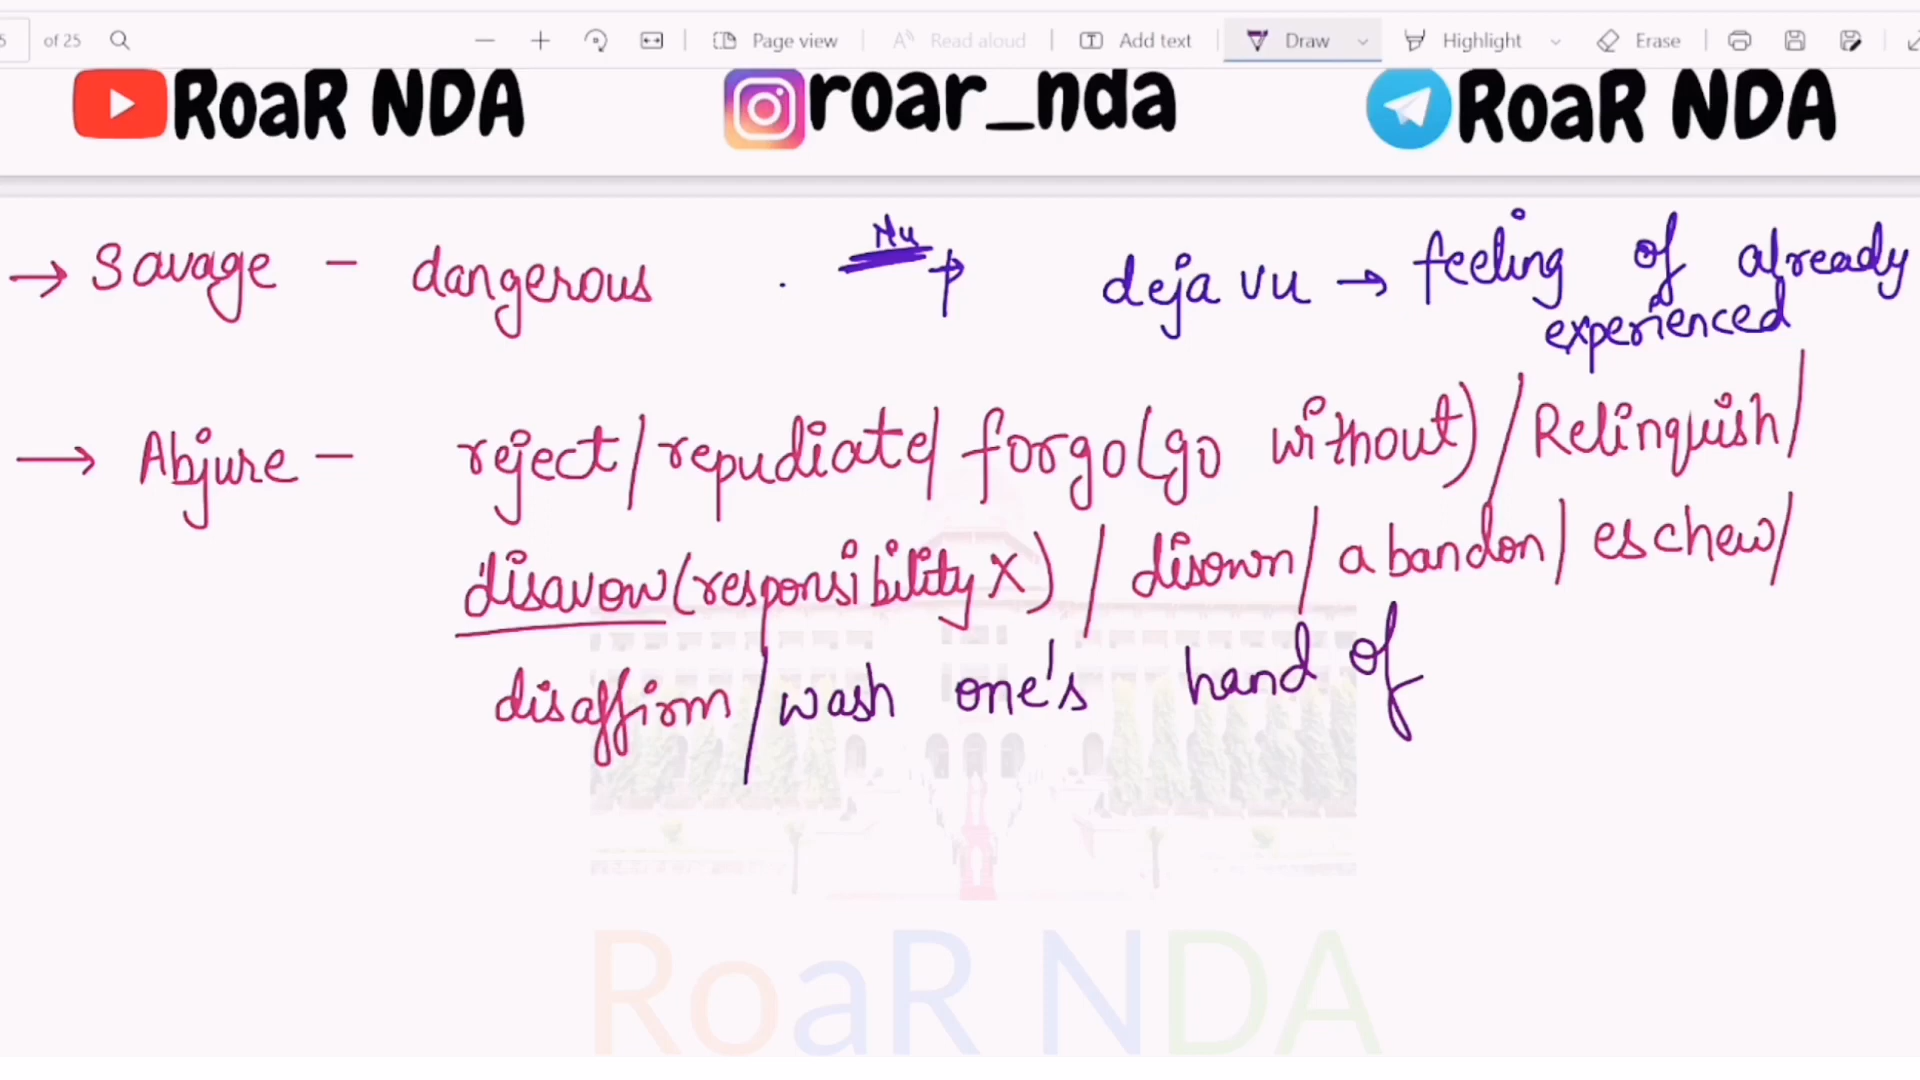 5 of 25 Page view Read aloud Add text Draw Highlight Erase
RoaR NDA roar_nda RoaR NDA
→ Savage - dangerous deja vu → feeling of already
experienced
→ Abjure - reject/repudiate/forgo(go without)/Relinquish/
disavow(responsibility X)/disown/abandon/eschew/
disaffirm/wash one's hand of
RoaR NDA